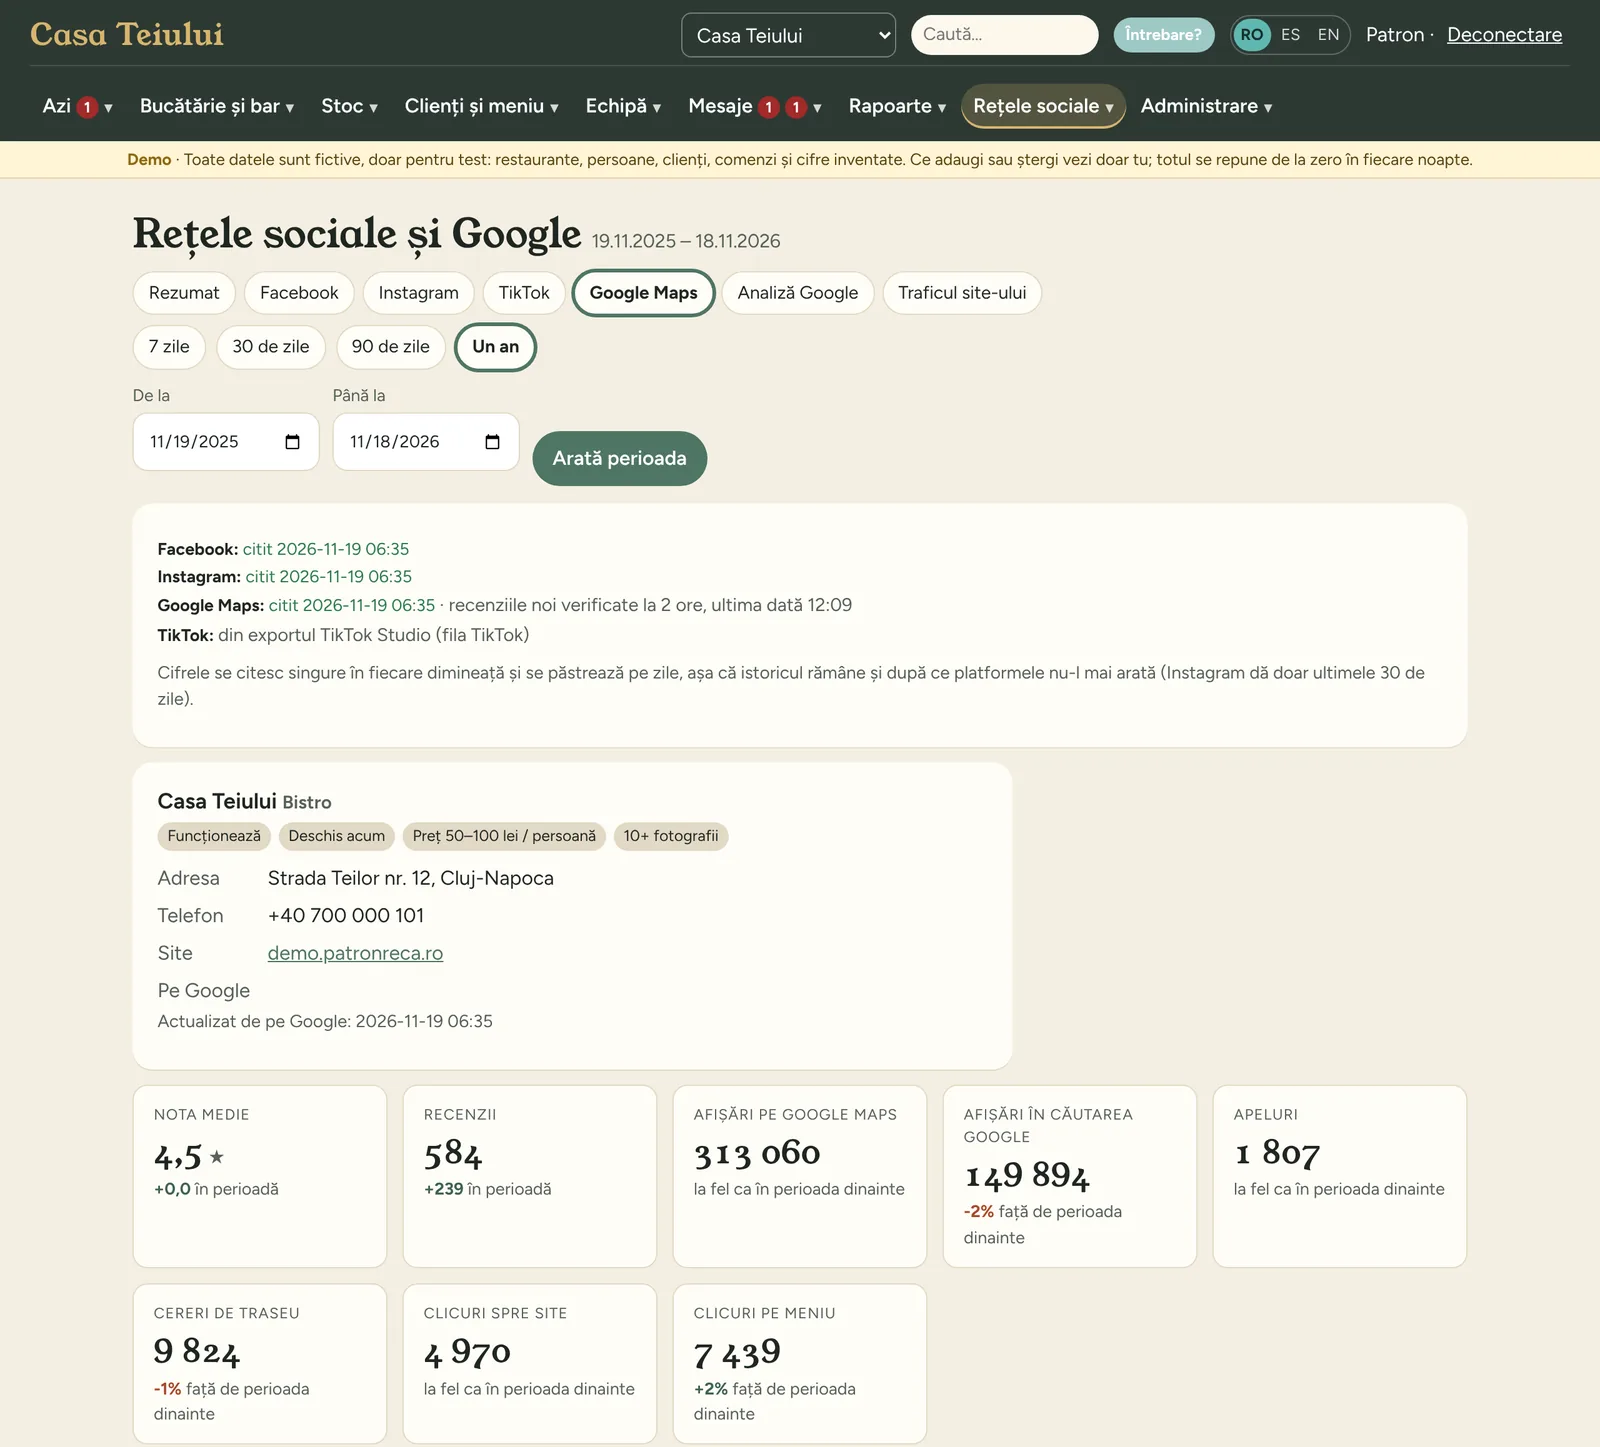 Casa Teiului
Casa Teiului
Caută...
Întrebare?
RO ES EN
Patron · Deconectare
Azi 1 ▾ Bucătărie și bar ▾ Stoc ▾ Clienți și meniu ▾ Echipă ▾ Mesaje 1 1 ▾ Rapoarte ▾ Rețele sociale ▾ Administrare ▾
Demo · Toate datele sunt fictive, doar pentru test: restaurante, persoane, clienți, comenzi și cifre inventate. Ce adaugi sau ștergi vezi doar tu; totul se repune de la zero în fiecare noapte.
Rețele sociale și Google 19.11.2025 – 18.11.2026
Rezumat Facebook Instagram TikTok Google Maps Analiză Google Traficul site-ului
7 zile 30 de zile 90 de zile Un an
De la Până la
11/19/2025 11/18/2026 Arată perioada
Facebook: citit 2026-11-19 06:35
Instagram: citit 2026-11-19 06:35
Google Maps: citit 2026-11-19 06:35 · recenziile noi verificate la 2 ore, ultima dată 12:09
TikTok: din exportul TikTok Studio (fila TikTok)
Cifrele se citesc singure în fiecare dimineață și se păstrează pe zile, așa că istoricul rămâne și după ce platformele nu-l mai arată (Instagram dă doar ultimele 30 de
zile).
Casa Teiului Bistro
Funcționează Deschis acum Preț 50–100 lei / persoană 10+ fotografii
Adresa Strada Teilor nr. 12, Cluj-Napoca
Telefon +40 700 000 101
Site demo.patronreca.ro
Pe Google
Actualizat de pe Google: 2026-11-19 06:35
NOTA MEDIE
4,5 ★
+0,0 în perioadă
RECENZII
584
+239 în perioadă
AFIȘĂRI PE GOOGLE MAPS
313 060
la fel ca în perioada dinainte
AFIȘĂRI ÎN CĂUTAREA
GOOGLE
149 894
-2% față de perioada
dinainte
APELURI
1 807
la fel ca în perioada dinainte
CERERI DE TRASEU
9 824
-1% față de perioada
dinainte
CLICURI SPRE SITE
4 970
la fel ca în perioada dinainte
CLICURI PE MENIU
7 439
+2% față de perioada
dinainte